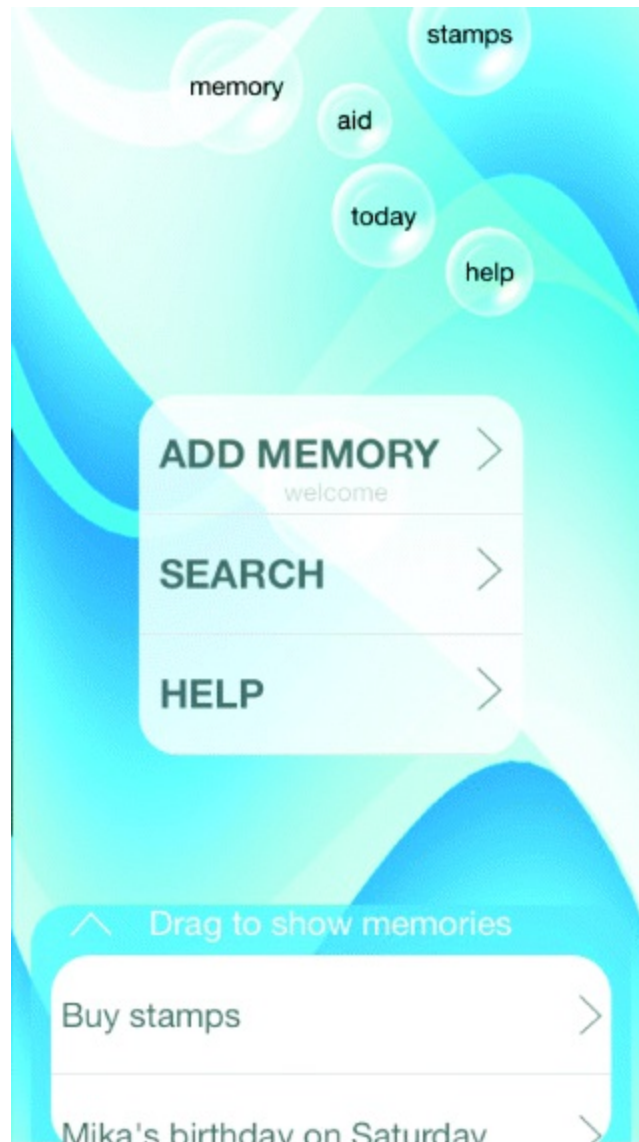 stamps
memory
aid
today
help
ADD MEMORY
welcome
SEARCH
HELP
Drag to show memories
Buy stamps
Mika's birthday on Saturday